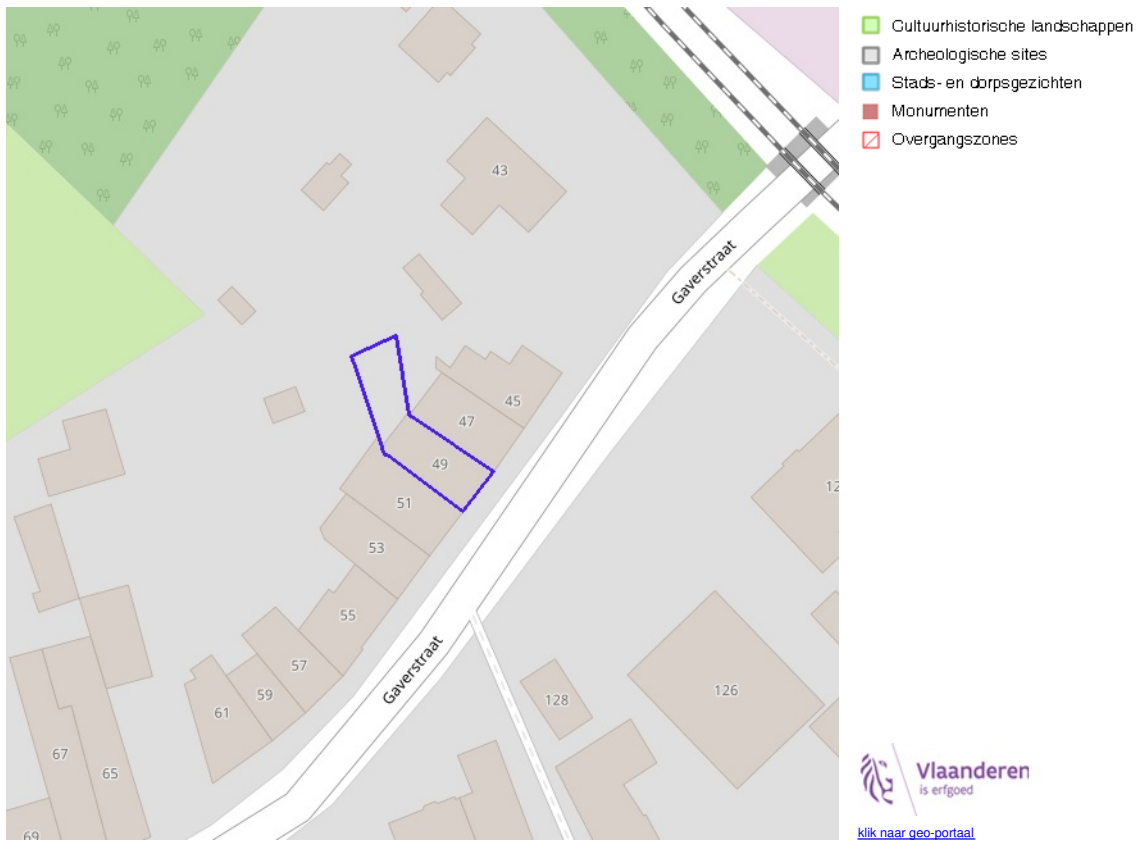 Cultuurhistorische landschappen
Archeologische sites
Stads- en dorpsgezichten
Monumenten
Overgangszones
43
Gaverstraat
45
47
49
51
12
53
55
Gaverstraat
57
59
61
128
126
67
65
69
Vlaanderen
is erfgoed
klik naar geo-portaal